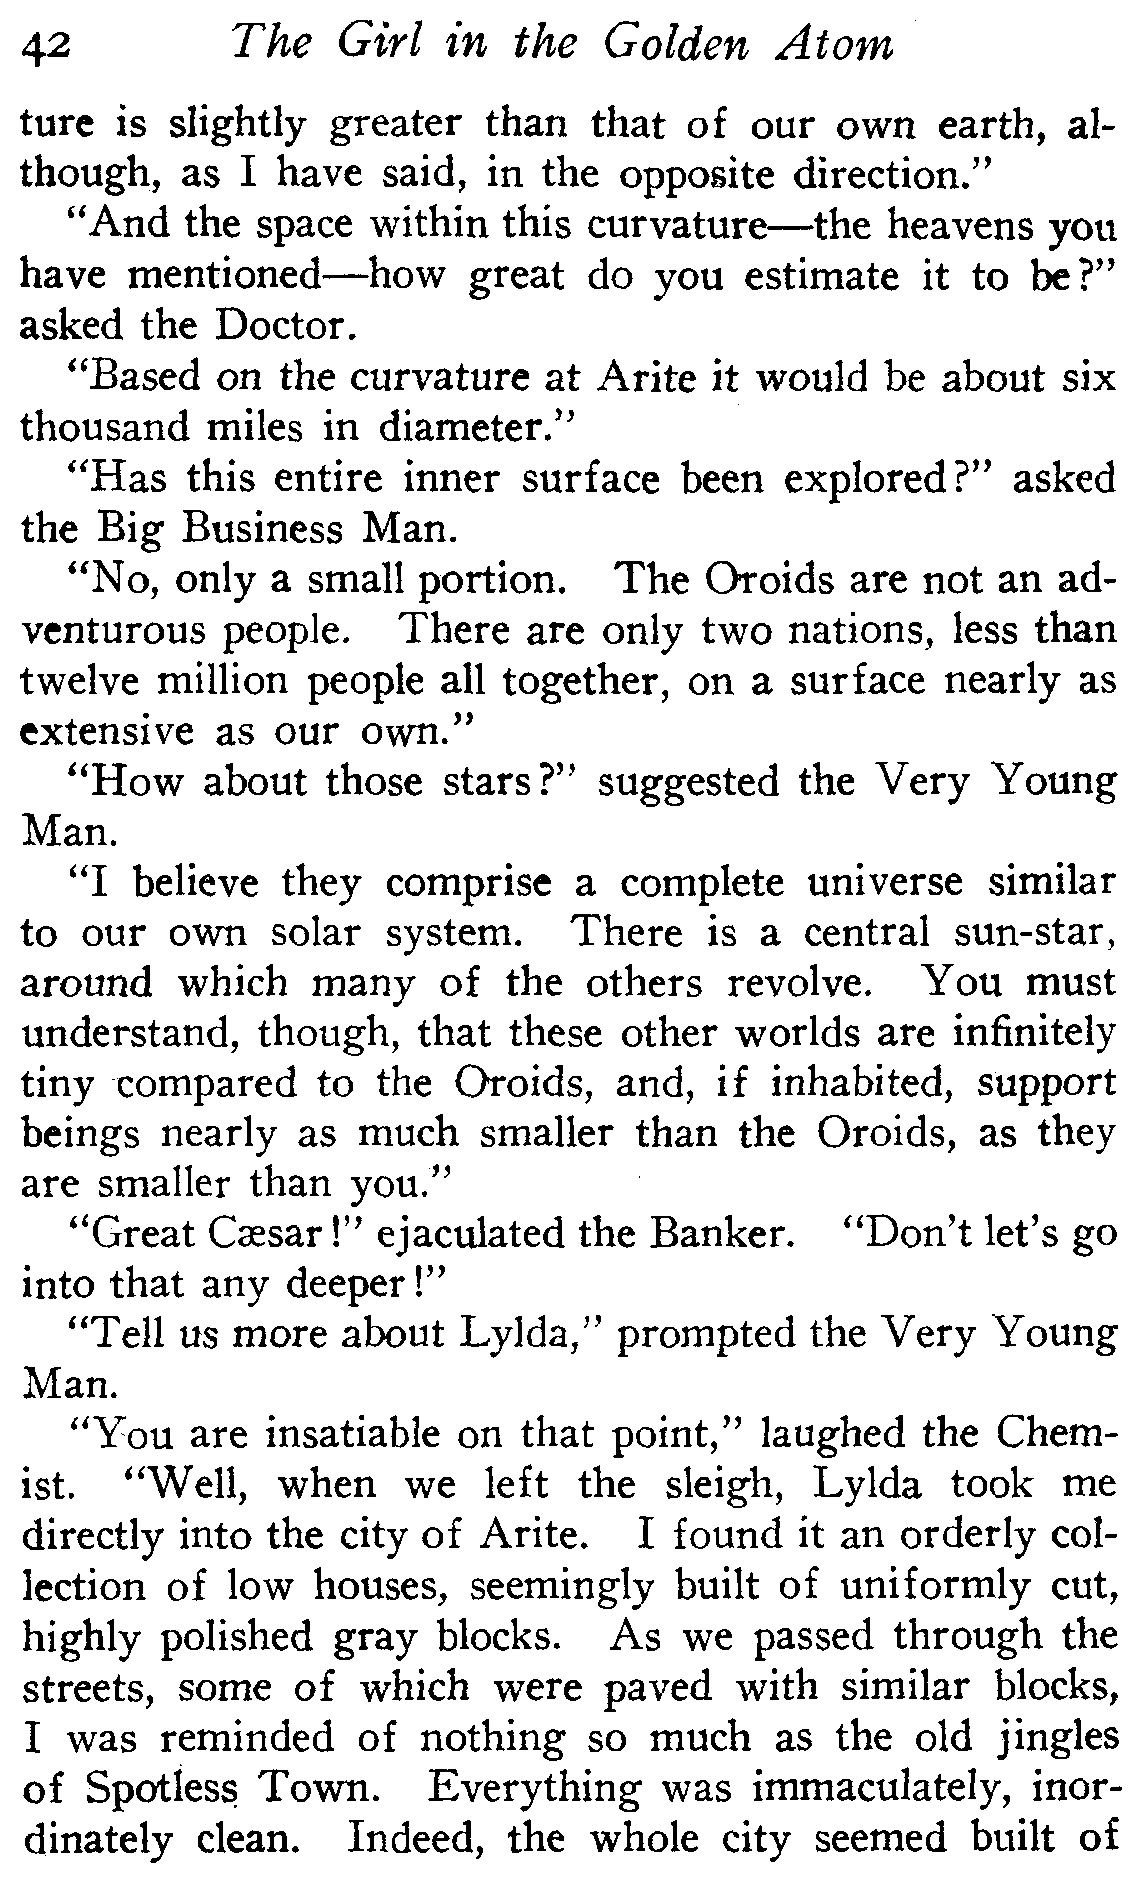 42 The Girl in the Golden Atom
ture is slightly greater than that of our own earth, al-
though, as I have said, in the opposite direction."
"And the space within this curvature—the heavens you
have mentioned—how great do you estimate it to be?"
asked the Doctor.
"Based on the curvature at Arite it would be about six
thousand miles in diameter."
"Has this entire inner surface been explored?" asked
the Big Business Man.
"No, only a small portion. The Oroids are not an ad-
venturous people. There are only two nations, less than
twelve million people all together, on a surface nearly as
extensive as our own."
"How about those stars?" suggested the Very Young
Man.
"I believe they comprise a complete universe similar
to our own solar system. There is a central sun-star,
around which many of the others revolve. You must
understand, though, that these other worlds are infinitely
tiny compared to the Oroids, and, if inhabited, support
beings nearly as much smaller than the Oroids, as they
are smaller than you."
"Great Cæsar!" ejaculated the Banker. "Don't let's go
into that any deeper!"
"Tell us more about Lylda," prompted the Very Young
Man.
"You are insatiable on that point," laughed the Chem-
ist. "Well, when we left the sleigh, Lylda took me
directly into the city of Arite. I found it an orderly col-
lection of low houses, seemingly built of uniformly cut,
highly polished gray blocks. As we passed through the
streets, some of which were paved with similar blocks,
I was reminded of nothing so much as the old jingles
of Spotless Town. Everything was immaculately, inor-
dinately clean. Indeed, the whole city seemed built of